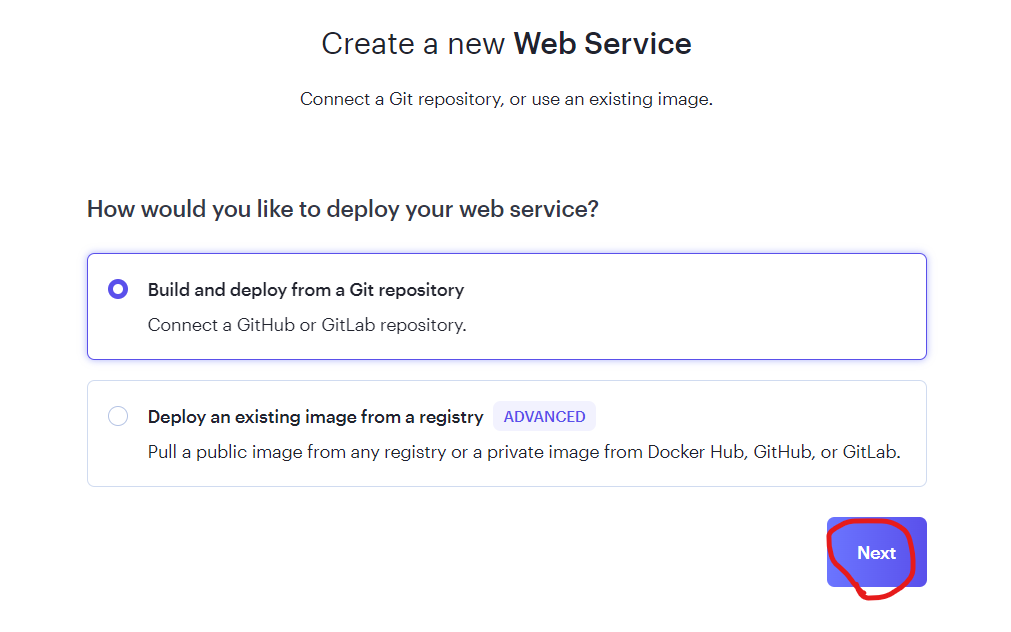 Create a new Web Service
Connect a Git repository, or use an existing image.
How would you like to deploy your web service?
Build and deploy from a Git repository
Connect a GitHub or GitLab repository.
Deploy an existing image from a registry ADVANCED
Pull a public image from any registry or a private image from Docker Hub, GitHub, or GitLab.
Next